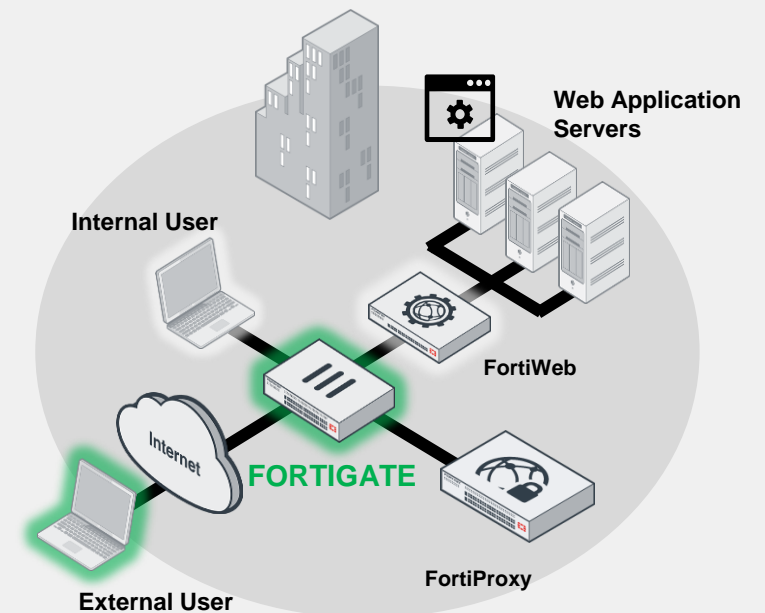 Web Application
Servers
Internal User
FortiWeb
Internet
FORTIGATE
FortiProxy
External User